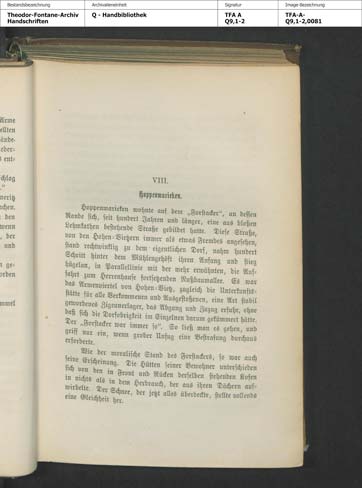 Bestandsbezeichnung
Theodor-Fontane-Archiv
Handschriften
Archivalieneinheit
Q - Handbibliothek
Signatur
TFA A
Q9,1-2
Image-Bezeichnung
TFA-A-
Q9,1-2,0081
VIII.
Hoppenmarieken.
Hoppenmarieken wohnte auf dem „Forstacker“, an dessen
Rande sich, seit hundert Jahren und länger, eine aus bloßen
Lehmkathen bestehende Straße gebildet hatte. Diese Straße,
von den Hohen-Vietzern immer als etwas Fremdes angesehen,
stand rechtwinklig zu dem eigentlichen Dorf, nahm hundert
Schritt hinter dem Mühlengehöft ihren Anfang und stieg
hügelan, in Parallellinie mit der mehr erwähnten, die Auf-
fahrt zum Herrenhause fortsetzenden Nußbaumallee. Es war
das Armenviertel von Hohen-Vietz, zugleich die Unterkunfts-
stätte für alle Verkommenen und Ausgestoßenen, eine Art stabil
gewordenes Zigeunerlager, das Abgang und Zuzug erfuhr, ohne
daß sich die Dorfobrigkeit im Einzelnen darum gekümmert hätte.
Der „Forstacker war immer so“. So ließ man es gehen, und
griff nur ein, wenn grober Unfug eine Bestrafung durchaus
erforderte.
Wie der moralische Stand des Forstackers, so war auch
seine Erscheinung. Die Hütten seiner Bewohner unterschieden
sich von den in Front und Rücken derselben stehenden Kofen
in nichts als in dem Herdrauch, der aus ihren Dächern auf-
wirbelte. Der Schnee, der jetzt alles überdeckte, stellte vollends
eine Gleichheit her.